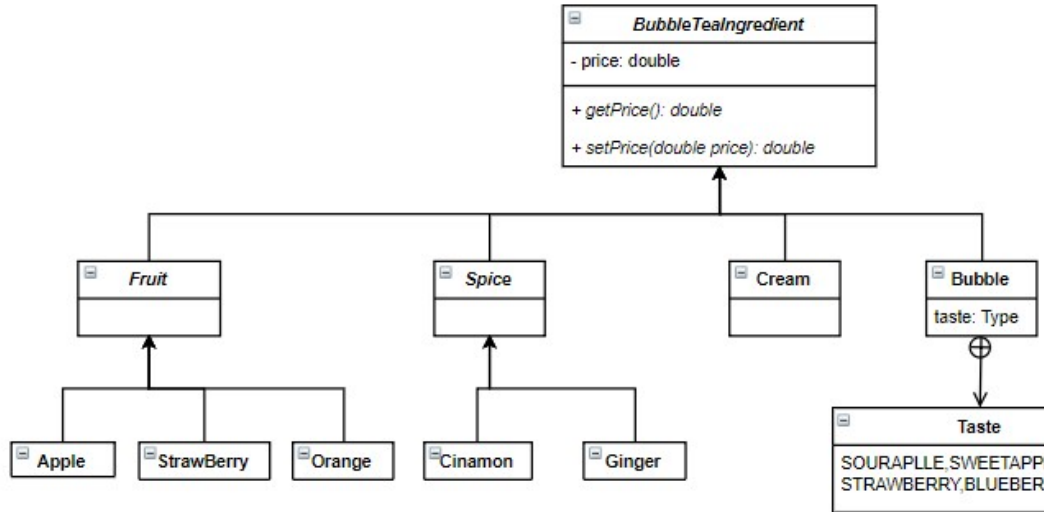 BubbleTeaIngredient
- price: double
+ getPrice(): double
+ setPrice(double price): double
Fruit
Spice
Cream
Bubble
taste: Type
Apple
StrawBerry
Orange
Cinamon
Ginger
Taste
SOURAPLLE,SWEETAPP
STRAWBERRY,BLUEBER